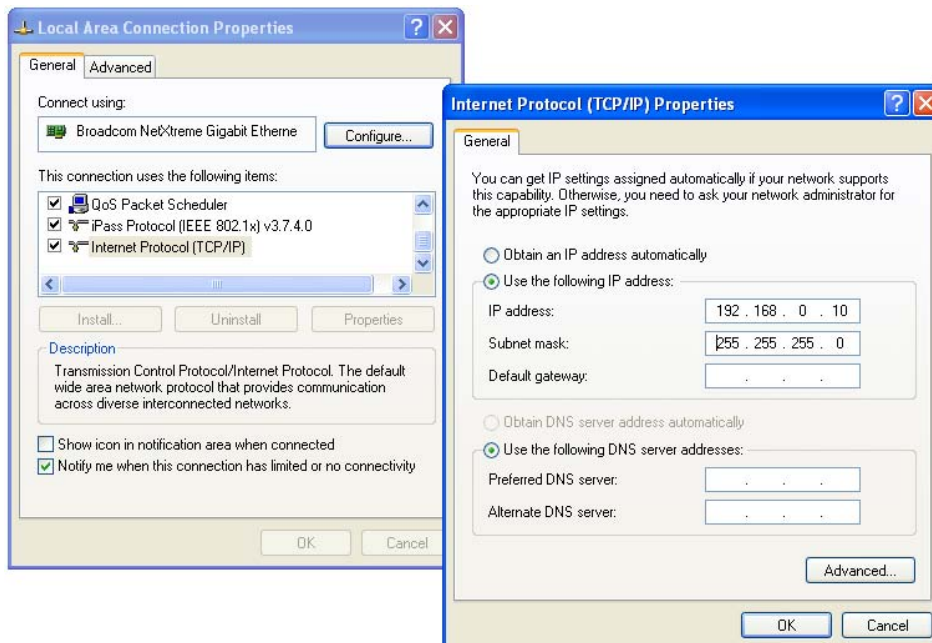 Local Area Connection Properties
General
Advanced
Connect using:
Broadcom NetXtreme Gigabit Etherne
Configure...
This connection uses the following items:
QoS Packet Scheduler
iPass Protocol (IEEE 802.1x) v3.7.4.0
Internet Protocol (TCP/IP)
Install...
Uninstall
Properties
Description
Transmission Control Protocol/Internet Protocol. The default
wide area network protocol that provides communication
across diverse interconnected networks.
Show icon in notification area when connected
Notify me when this connection has limited or no connectivity
OK
Cancel
Internet Protocol (TCP/IP) Properties
General
You can get IP settings assigned automatically if your network supports
this capability. Otherwise, you need to ask your network administrator for
the appropriate IP settings.
Obtain an IP address automatically
Use the following IP address:
IP address: 192 . 168 . 0 . 10
Subnet mask: 255 . 255 . 255 . 0
Default gateway: . . .
Obtain DNS server address automatically
Use the following DNS server addresses:
Preferred DNS server: . . .
Alternate DNS server: . . .
Advanced...
OK
Cancel